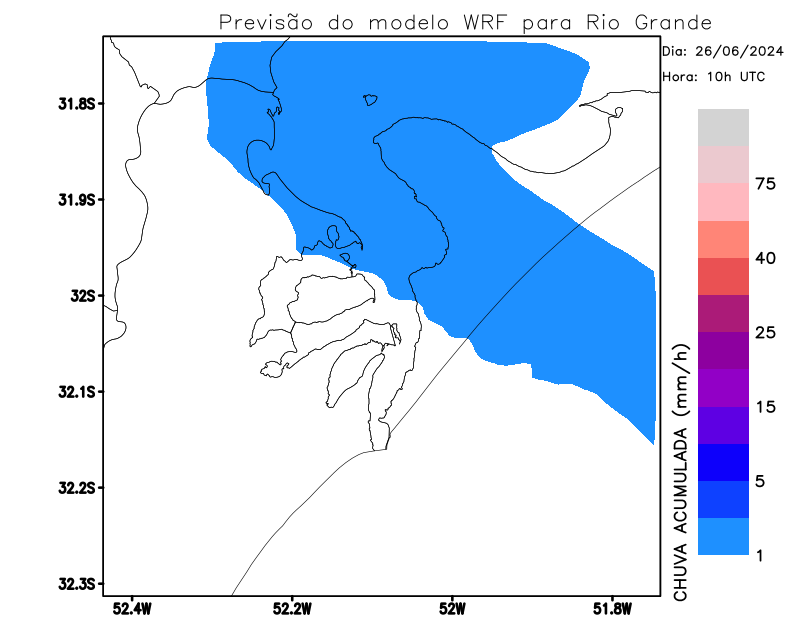 Previsão do modelo WRF para Rio Grande
Dia: 26/06/2024
Hora: 10h UTC
31.8S
31.9S
32S
32.1S
32.2S
32.3S
52.4W
52.2W
52W
51.8W
CHUVA ACUMULADA (mm/h)
75
40
25
15
5
1